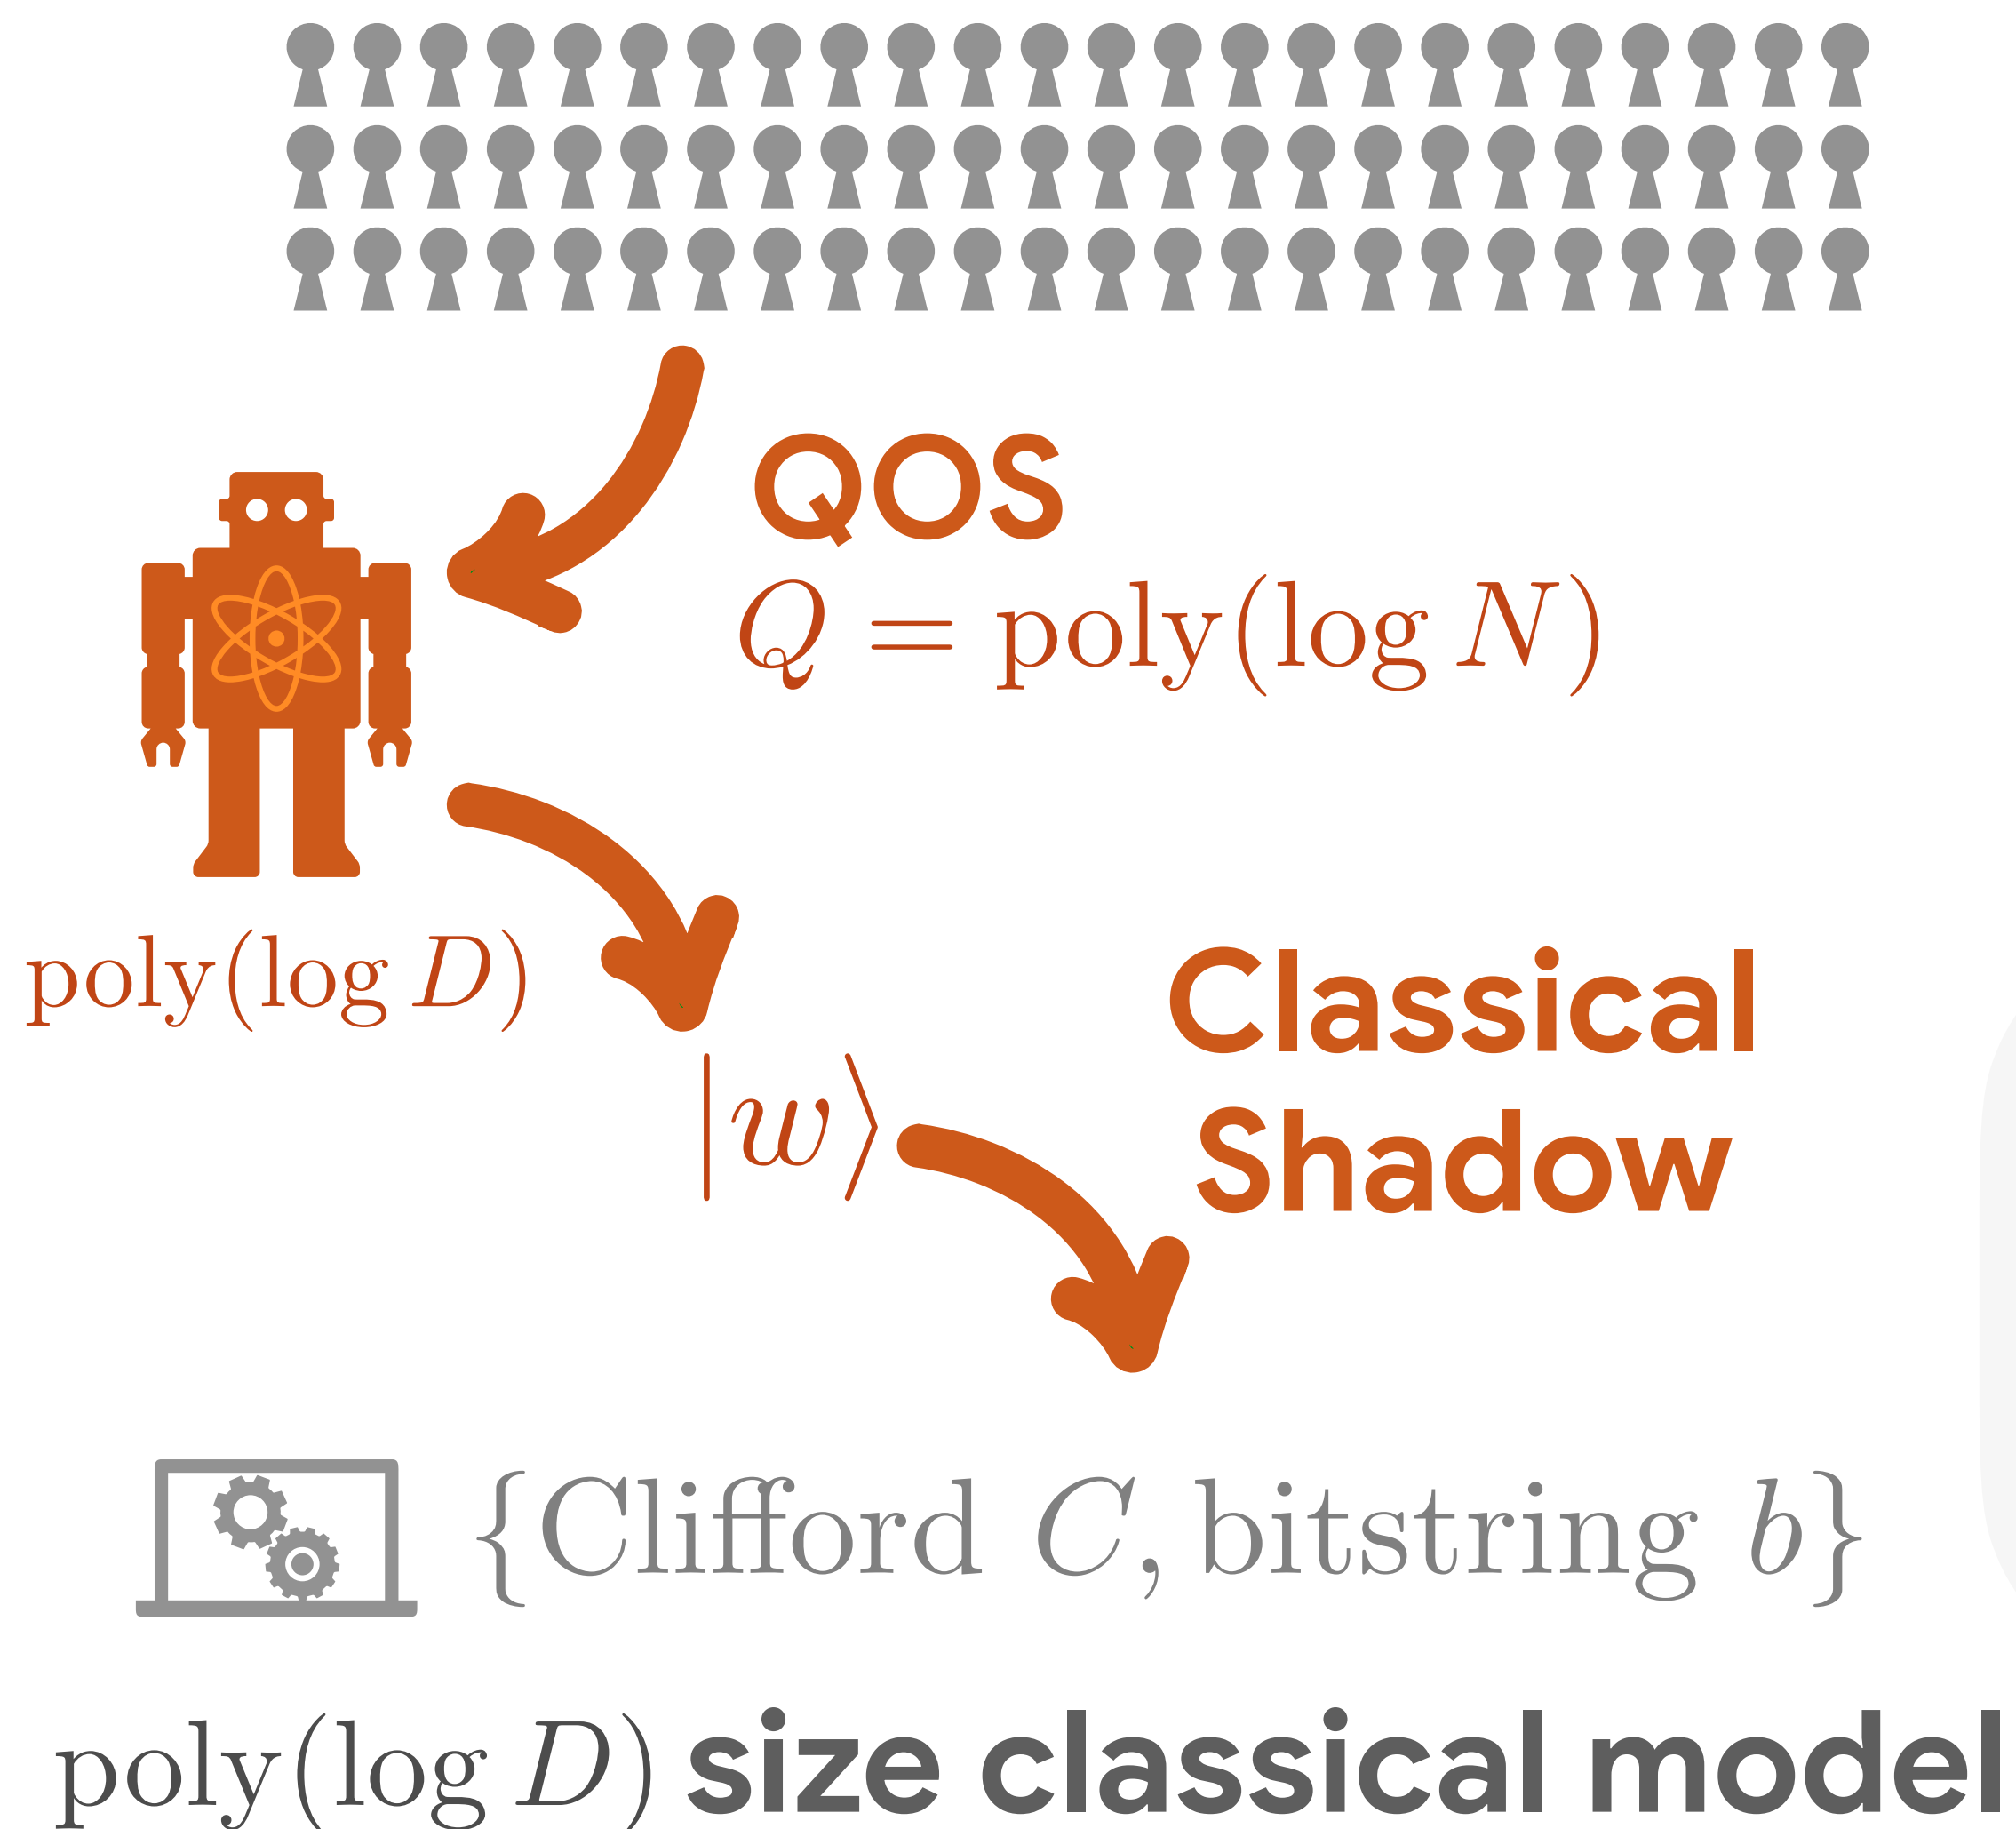 QOS
Q = poly(log N)
poly(log D)
Classical
Shadow
|w⟩
{Clifford C, bitstring b}
poly(log D) size classical model